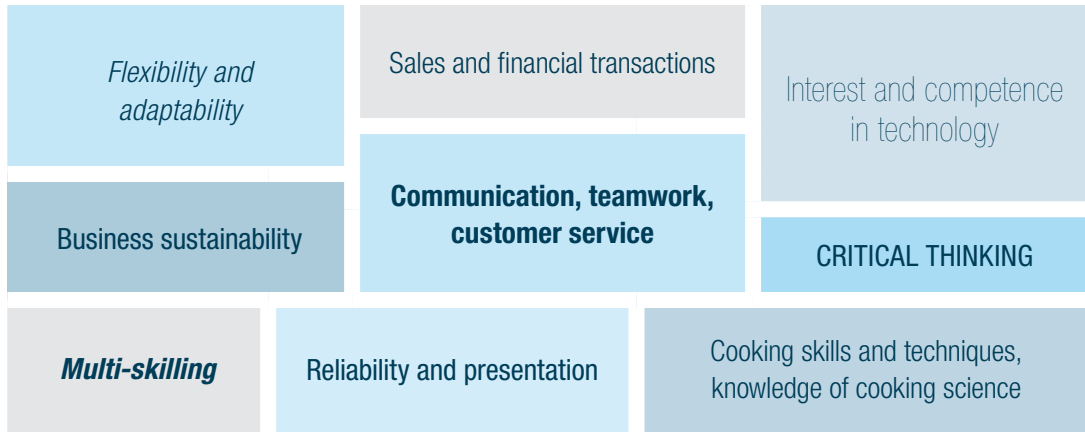 Flexibility and
adaptability
Sales and financial transactions
Interest and competence
in technology
Business sustainability
Communication, teamwork,
customer service
CRITICAL THINKING
Multi-skilling
Reliability and presentation
Cooking skills and techniques,
knowledge of cooking science